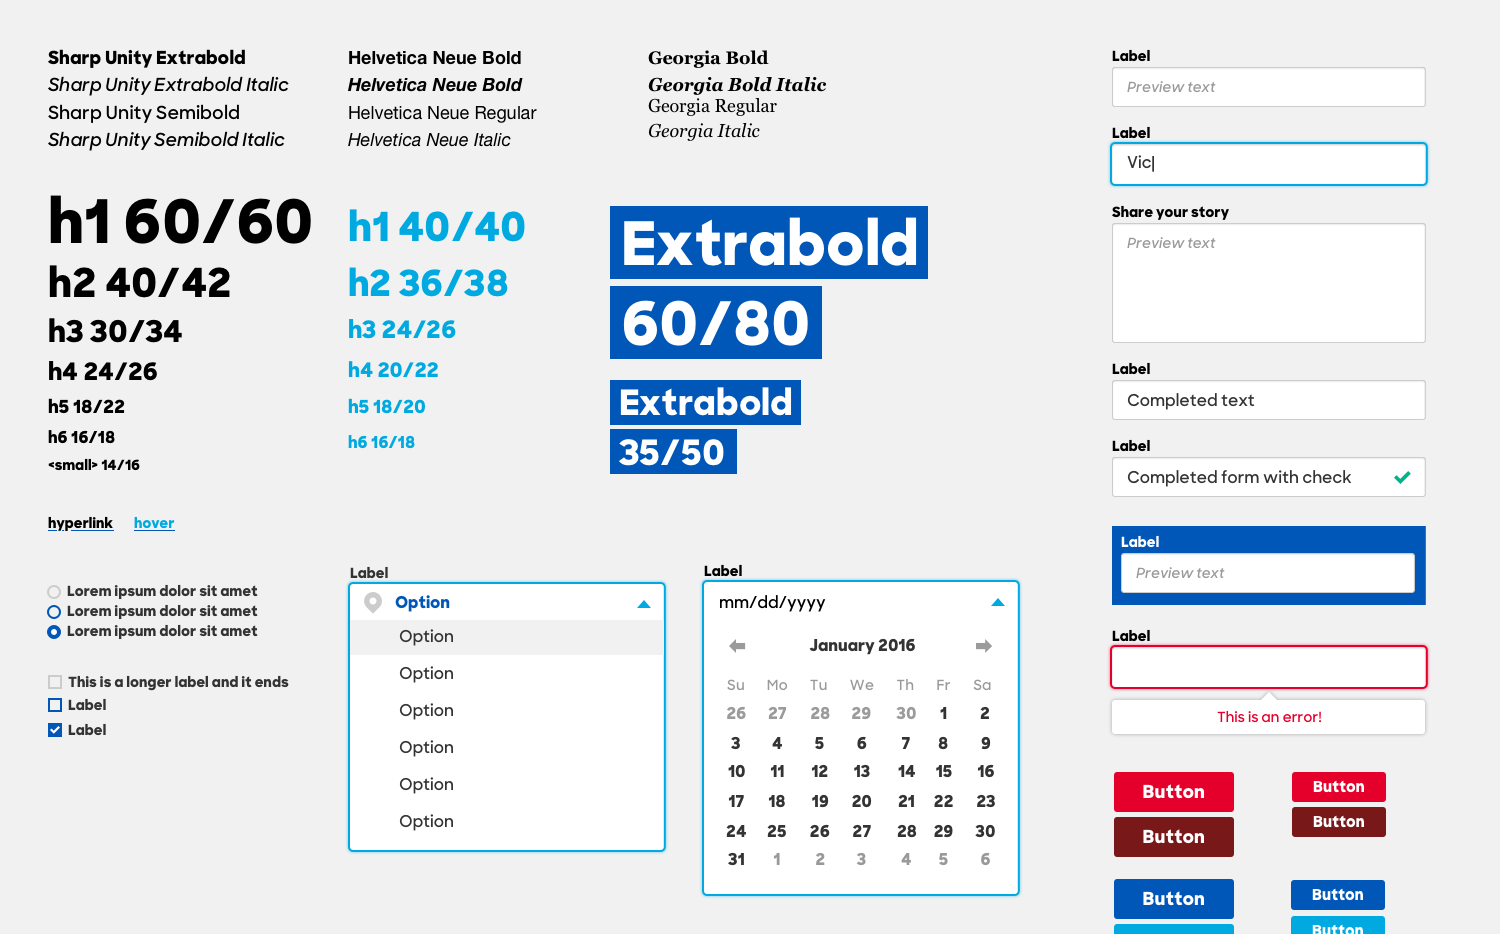 Sharp Unity Extrabold
Sharp Unity Extrabold Italic
Sharp Unity Semibold
Sharp Unity Semibold Italic
Helvetica Neue Bold
Helvetica Neue Bold
Helvetica Neue Regular
Helvetica Neue Italic
Georgia Bold
Georgia Bold Italic
Georgia Regular
Georgia Italic
h1 60/60
h2 40/42
h3 30/34
h4 24/26
h5 18/22
h6 16/18
<small> 14/16
h1 40/40
h2 36/38
h3 24/26
h4 20/22
h5 18/20
h6 16/18
Extrabold
60/80
Extrabold
35/50
hyperlink hover
Lorem ipsum dolor sit amet
Lorem ipsum dolor sit amet
Lorem ipsum dolor sit amet
This is a longer label and it ends
Label
Label
Label
Option
Option
Option
Option
Option
Option
Option
Label
mm/dd/yyyy
January 2016
Su Mo Tu We Th Fr Sa
26 27 28 29 30 1 2
3 4 5 6 7 8 9
10 11 12 13 14 15 16
17 18 19 20 21 22 23
24 25 26 27 28 29 30
31 1 2 3 4 5 6
Label
Preview text
Label
Vic
Share your story
Preview text
Label
Completed text
Label
Completed form with check
Label
Preview text
Label
This is an error!
Button
Button
Button
Button
Button
Button
Button